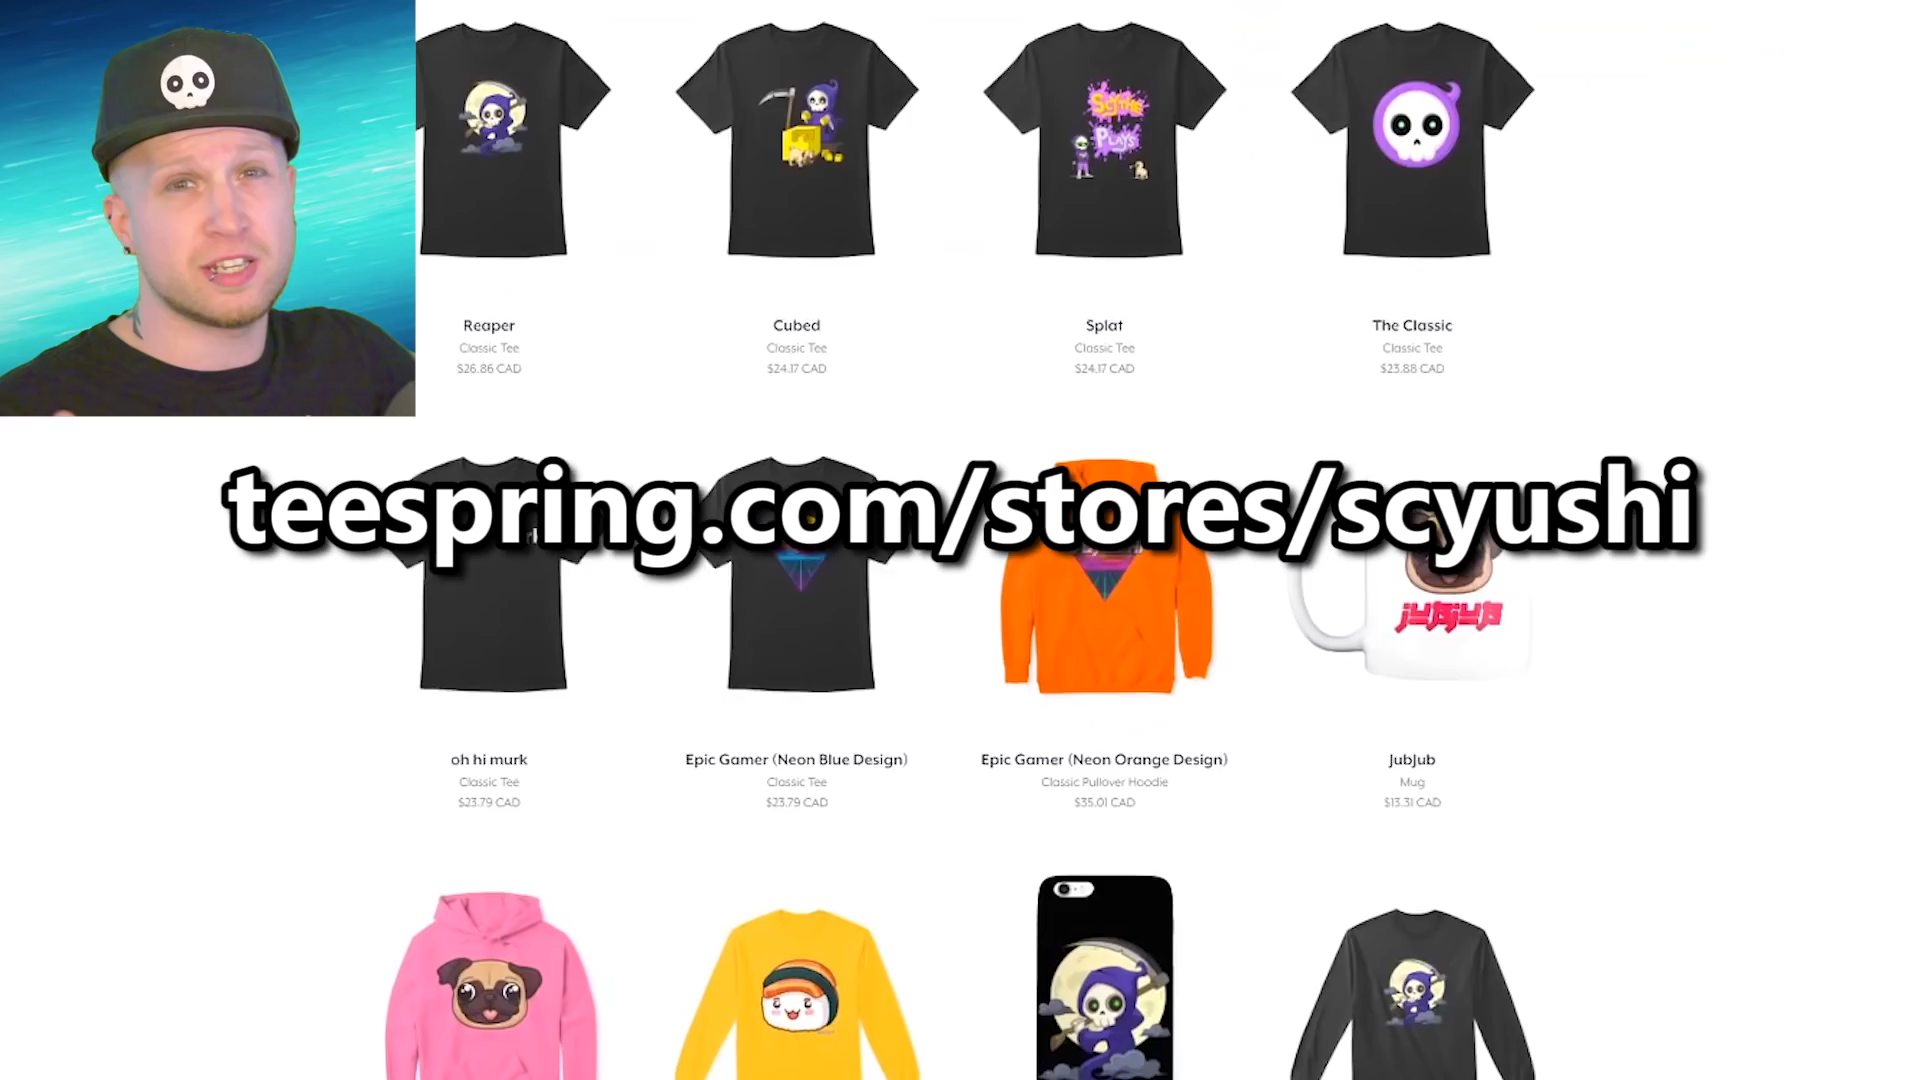 Scythe
Plays
Reaper
Classic Tee
$26.86 CAD
Cubed
Classic Tee
$24.17 CAD
Splat
Classic Tee
$24.17 CAD
The Classic
Classic Tee
$23.88 CAD
teespring.com/stores/scyushi
jubjub
oh hi murk
Classic Tee
$23.79 CAD
Epic Gamer (Neon Blue Design)
Classic Tee
$23.79 CAD
Epic Gamer (Neon Orange Design)
Classic Pullover Hoodie
$35.01 CAD
JubJub
Mug
$13.31 CAD